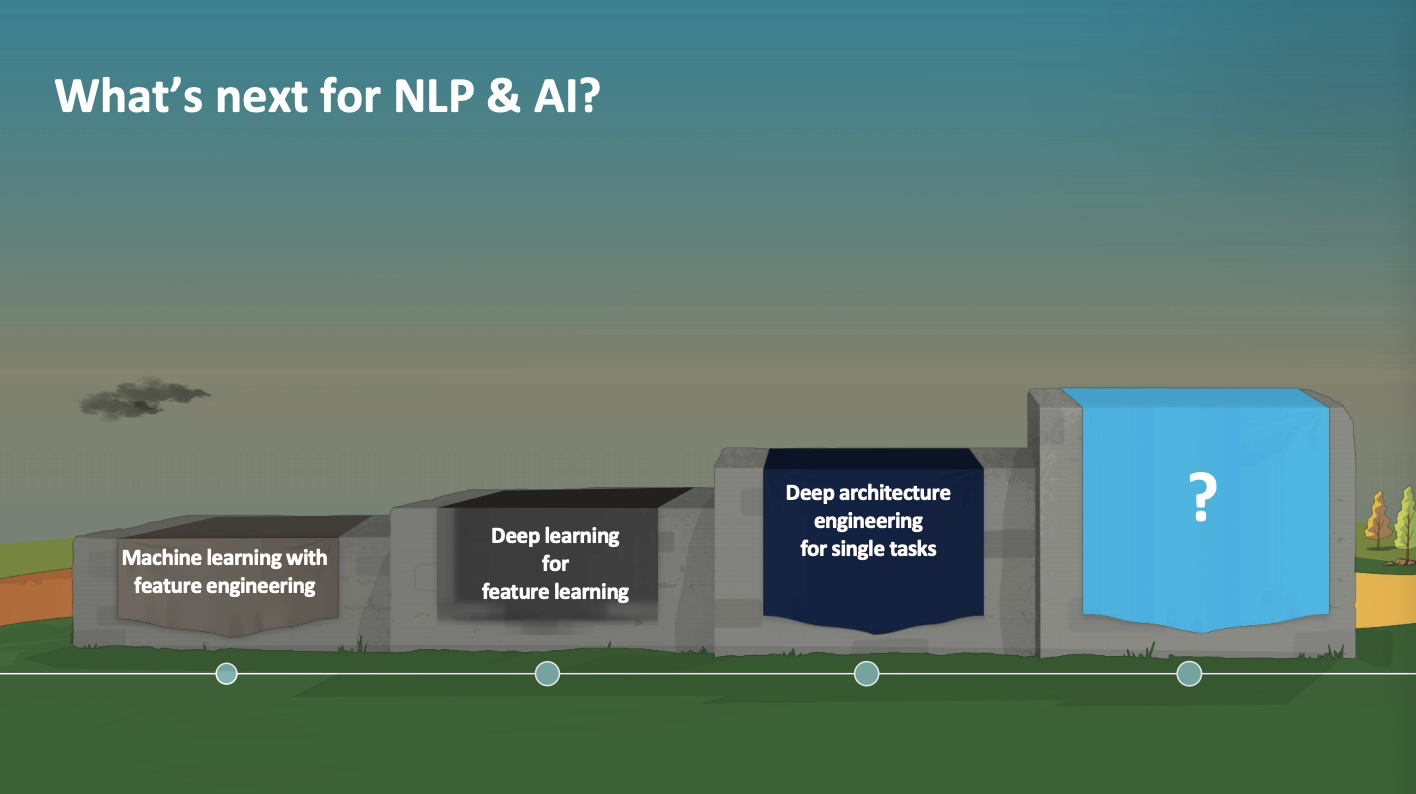 What's next for NLP & AI?
Machine learning with
feature engineering
Deep learning
for
feature learning
Deep architecture
engineering
for single tasks
?